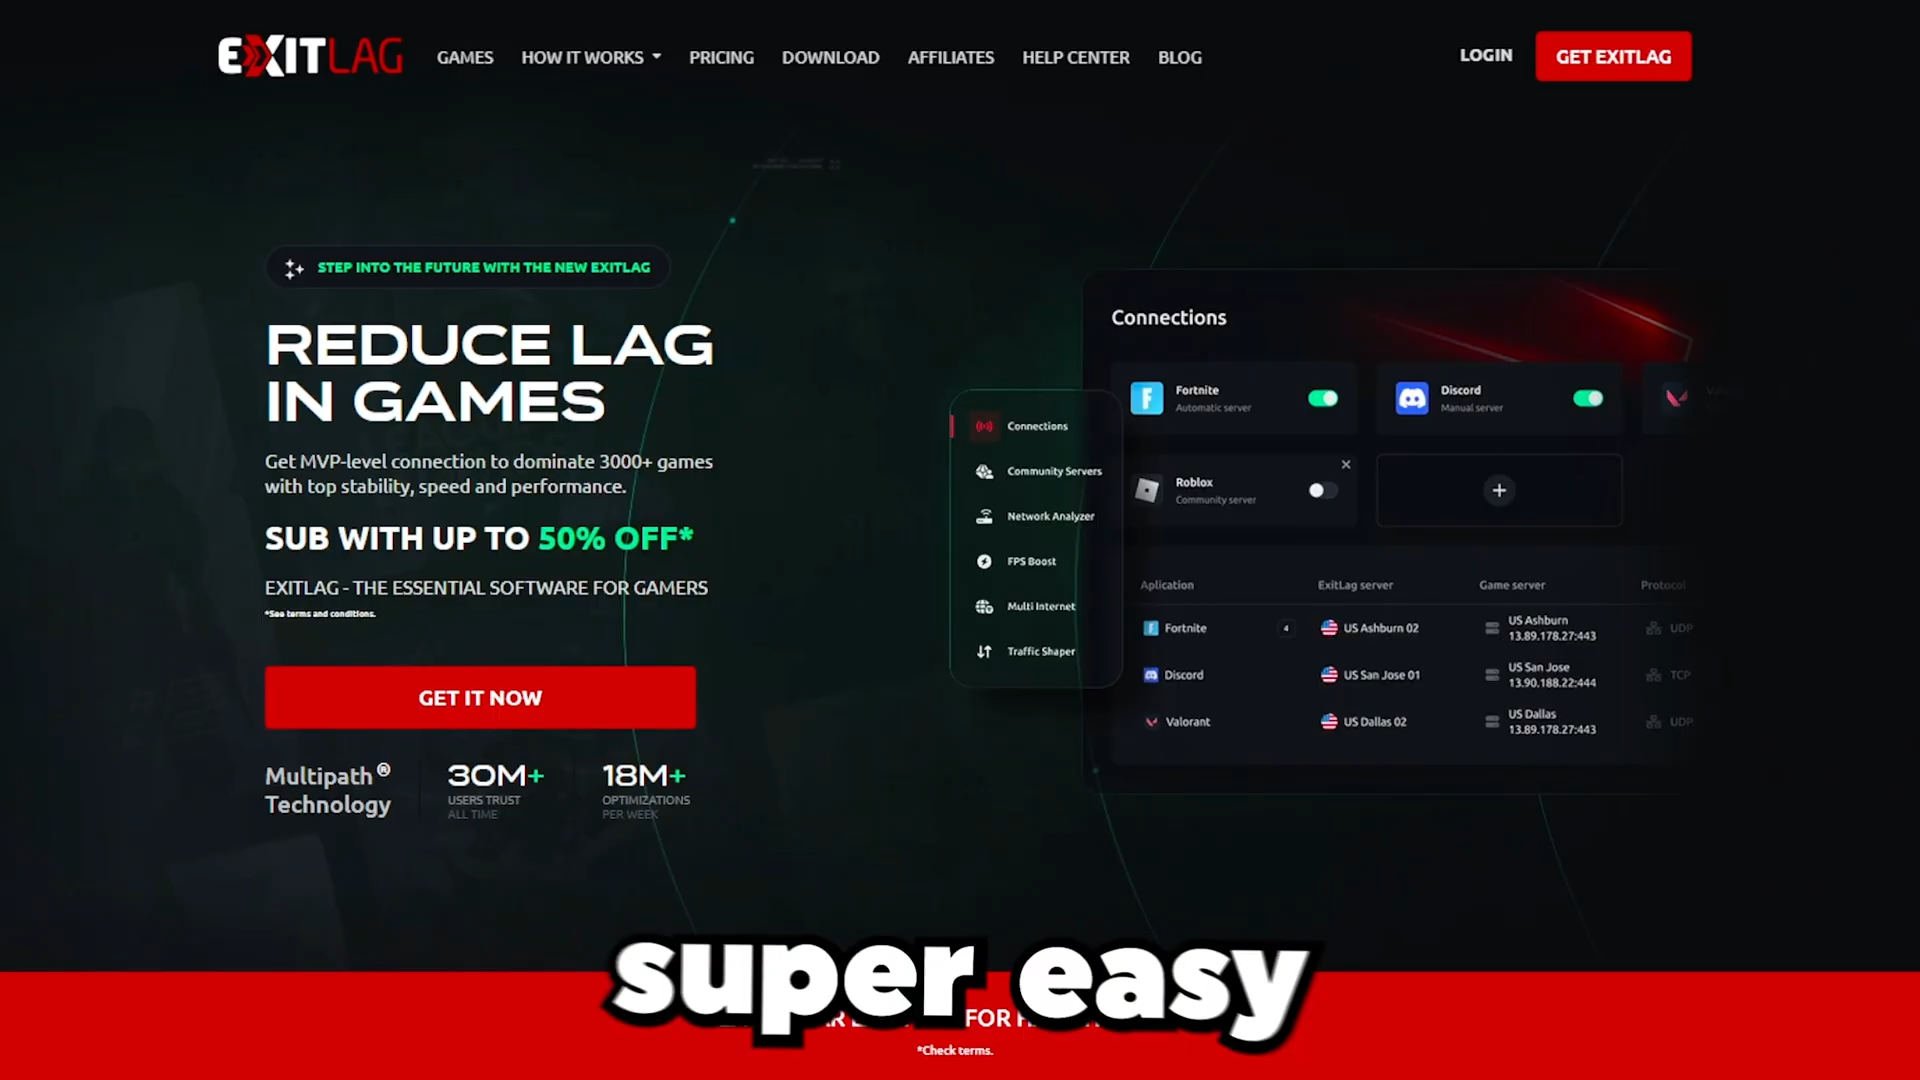 EXITLAG
GAMES
HOW IT WORKS
PRICING
DOWNLOAD
AFFILIATES
HELP CENTER
BLOG
LOGIN
GET EXITLAG
STEP INTO THE FUTURE WITH THE NEW EXITLAG
REDUCE LAG
IN GAMES
Get MVP-level connection to dominate 3000+ games
with top stability, speed and performance.
SUB WITH UP TO 50% OFF*
EXITLAG - THE ESSENTIAL SOFTWARE FOR GAMERS
*See terms and conditions.
GET IT NOW
Multipath®
Technology
30M+
USERS TRUST
ALL TIME
18M+
OPTIMIZATIONS
PER WEEK
Connections
Community Servers
Network Analyzer
FPS Boost
Multi Internet
Traffic Shaper
Connections
Fortnite
Automatic server
Discord
Manual server
Roblox
Community server
Aplication
ExitLag server
Game server
Protocol
Fortnite
4
US Ashburn 02
US Ashburn
13.89.178.27:443
UDP
Discord
US San Jose 01
US San Jose
13.90.188.22:444
TCP
Valorant
US Dallas 02
US Dallas
13.89.178.27:443
UDP
super easy
FOR
*Check terms.